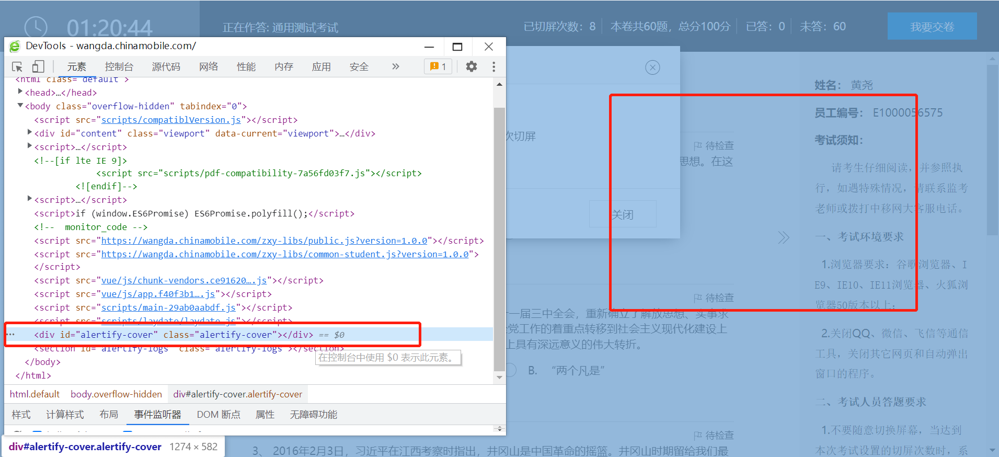 01:20:44
正在作答: 通用测试考试
已切屏次数：8
本卷共60题，总分100分
已答：0
未答：60
我要交卷
DevTools - wangda.chinamobile.com/
元素 控制台 源代码 网络 性能 内存 应用 安全 » 1
<html class="default">
<head>…</head>
<body class="overflow-hidden" tabindex="0">
<script src="scripts/compatiblVersion.js"></script>
<div id="content" class="viewport" data-current="viewport">…</div>
<script>…</script>
<!--[if lte IE 9]>
<script src="scripts/pdf-compatibility-7a56fd03f7.js"></script>
<![endif]-->
<script>…</script>
<script>if (window.ES6Promise) ES6Promise.polyfill();</script>
<!--  monitor_code -->
<script src="https://wangda.chinamobile.com/zxy-libs/public.js?version=1.0.0"></script>
<script src="https://wangda.chinamobile.com/zxy-libs/common-student.js?version=1.0.0">
</script>
<script src="vue/js/chunk-vendors.ce91620….js"></script>
<script src="vue/js/app.f40f3b1….js"></script>
<script src="scripts/main-29ab0aabdf.js"></script>
<script src="scripts/laydate/laydate.js"></script>
<div id="alertify-cover" class="alertify-cover"></div> == $0
<section id="alertify-logs" class="alertify-logs"></section>
在控制台中使用 $0 表示此元素。
</body>
</html>
html.default body.overflow-hidden div#alertify-cover.alertify-cover
样式 计算样式 布局 事件监听器 DOM 断点 属性 无障碍功能
div#alertify-cover.alertify-cover 1274 × 582
次切屏
关闭
待检查
思想。在这
待检查
一届三中全会，重新确立了解放思想、实事求
党工作的着重点转移到社会主义现代化建设上
上具有深远意义的伟大转折。
B. “两个凡是”
待检查
3、 2016年2月3日，习近平在江西考察时指出，井冈山是中国革命的摇篮。井冈山时期留给我们最
姓名： 黄尧
员工编号： E1000056575
考试须知：
请考生仔细阅读，并参照执
行，如遇特殊情况，请联系监考
老师或拨打中移网大客服电话。
一、考试环境要求
1.浏览器要求：谷歌浏览器、I
E9、IE10、IE11浏览器、火狐浏
览器50版本以上；
2.关闭QQ、微信、飞信等通信
工具，关闭其它网页和自动弹出
窗口的程序。
二、考试人员答题要求
1.不要随意切换屏幕，当达到
本次考试设置的切屏次数时，系